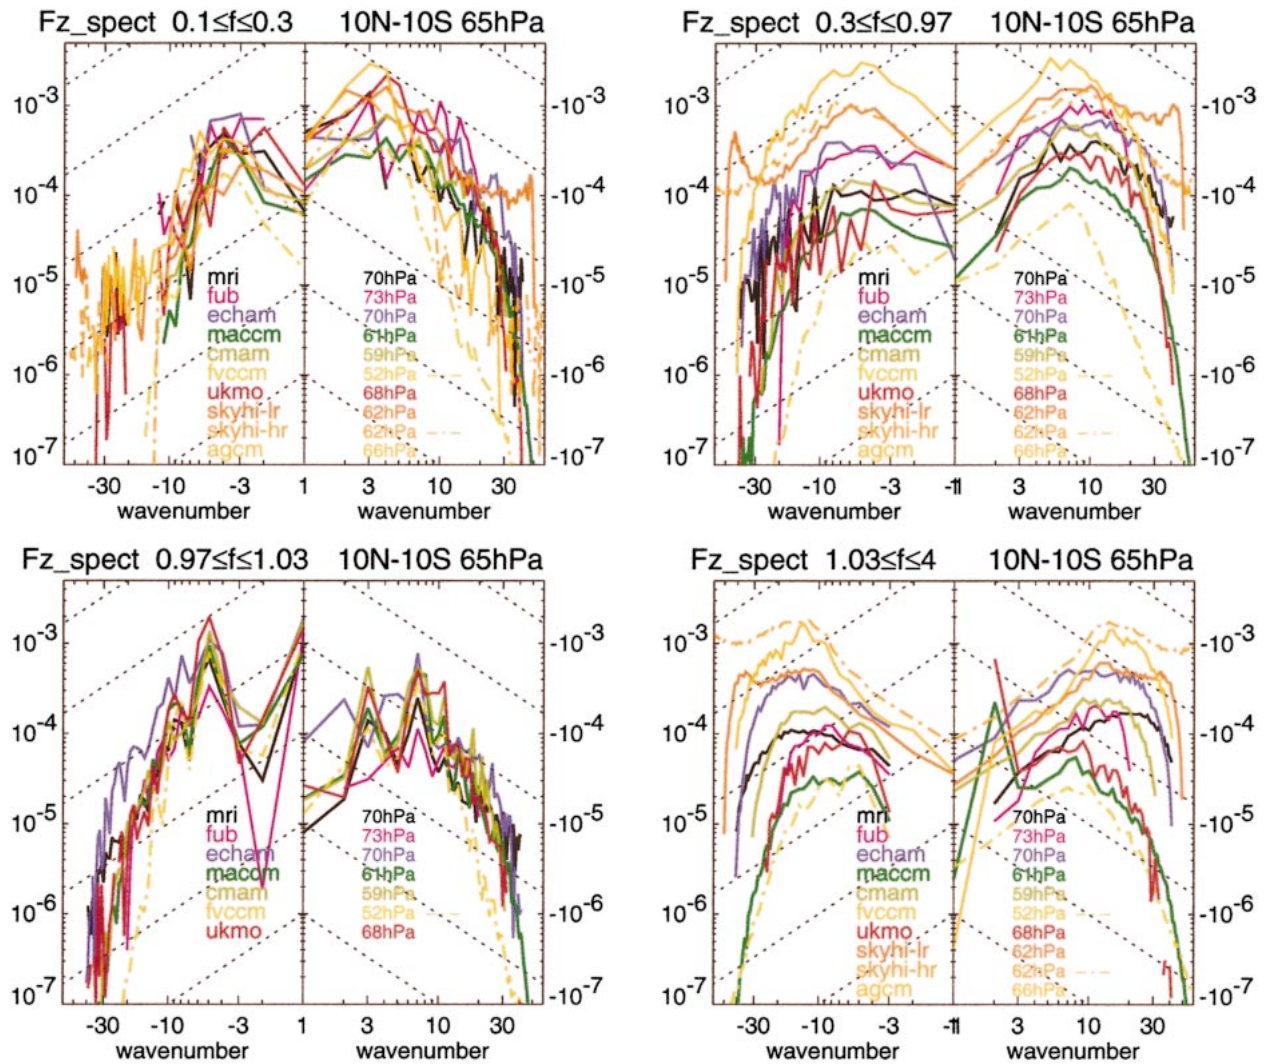 Fz_spect 0.1≤f≤0.3 10N-10S 65hPa
10-3 -10-3
10-4 -10-4
10-5 -10-5
10-6 -10-6
10-7 -10-7
mri 70hPa
fub 73hPa
echam 70hPa
maccm 61hPa
cmam 59hPa
fvccm 52hPa
ukmo 68hPa
skyhi-lr 62hPa
skyhi-hr 62hPa
agcm 66hPa
-30 -10 -3 1 3 10 30
wavenumber wavenumber
Fz_spect 0.3≤f≤0.97 10N-10S 65hPa
10-3 -10-3
10-4 -10-4
10-5 -10-5
10-6 -10-6
10-7 -10-7
mri 70hPa
fub 73hPa
echam 70hPa
maccm 61hPa
cmam 59hPa
fvccm 52hPa
ukmo 68hPa
skyhi-lr 62hPa
skyhi-hr 62hPa
agcm 66hPa
-30 -10 -3 -1 1 3 10 30
wavenumber wavenumber
Fz_spect 0.97≤f≤1.03 10N-10S 65hPa
10-3 -10-3
10-4 -10-4
10-5 -10-5
10-6 -10-6
10-7 -10-7
mri 70hPa
fub 73hPa
echam 70hPa
maccm 61hPa
cmam 59hPa
fvccm 52hPa
ukmo 68hPa
-30 -10 -3 1 3 10 30
wavenumber wavenumber
Fz_spect 1.03≤f≤4 10N-10S 65hPa
10-3 -10-3
10-4 -10-4
10-5 -10-5
10-6 -10-6
10-7 -10-7
mri 70hPa
fub 73hPa
echam 70hPa
maccm 61hPa
cmam 59hPa
fvccm 52hPa
ukmo 68hPa
skyhi-lr 62hPa
skyhi-hr 62hPa
agcm 66hPa
-30 -10 -3 -1 1 3 10 30
wavenumber wavenumber